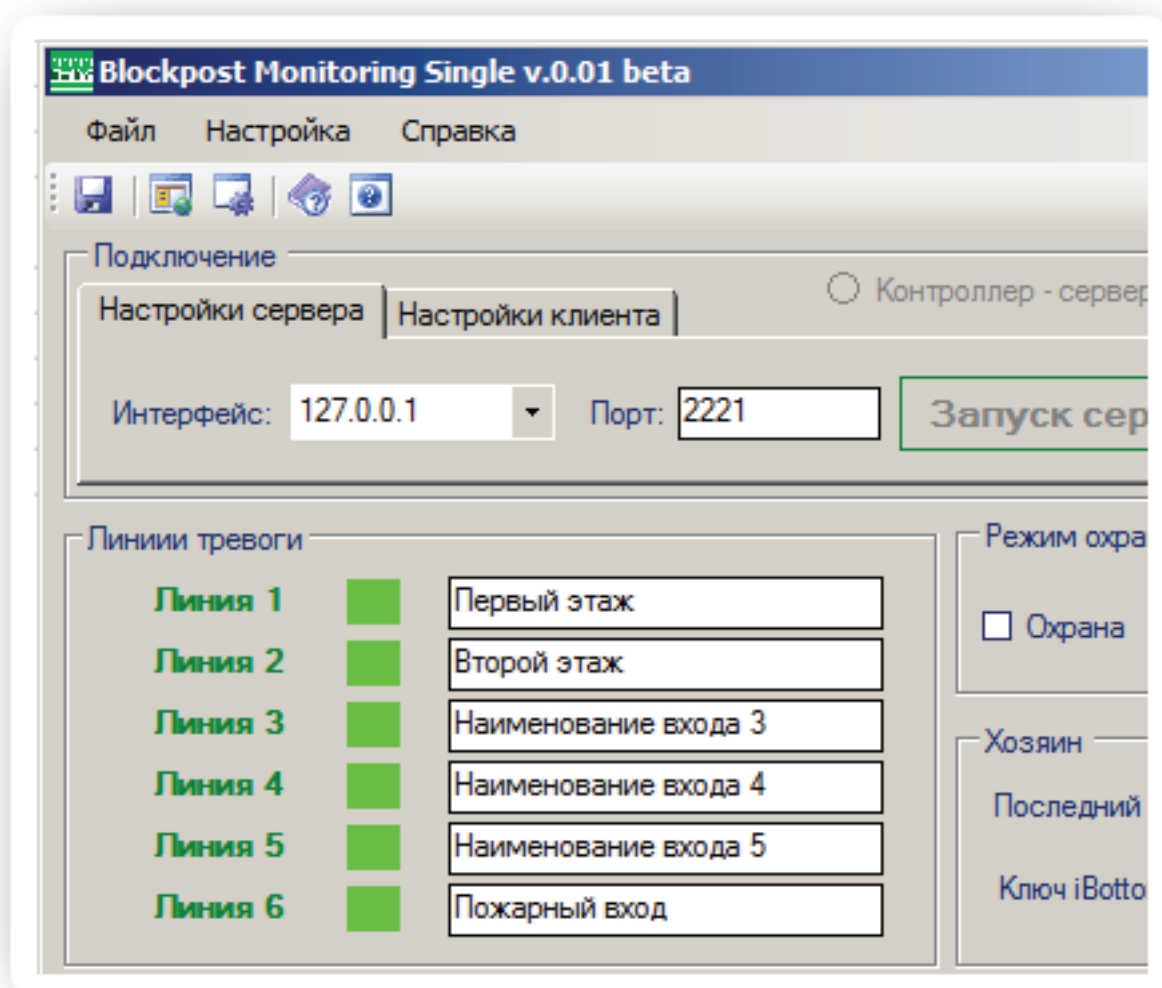 Blockpost Monitoring Single v.0.01 beta
Файл Настройка Справка
Подключение
Контроллер - сервер
Настройки сервера Настройки клиента
Интерфейс: 127.0.0.1 Порт: 2221 Запуск сер
Линиии тревоги
Линия 1 Первый этаж
Линия 2 Второй этаж
Линия 3 Наименование входа 3
Линия 4 Наименование входа 4
Линия 5 Наименование входа 5
Линия 6 Пожарный вход
Режим охра
Охрана
Хозяин
Последний
Ключ iBotto